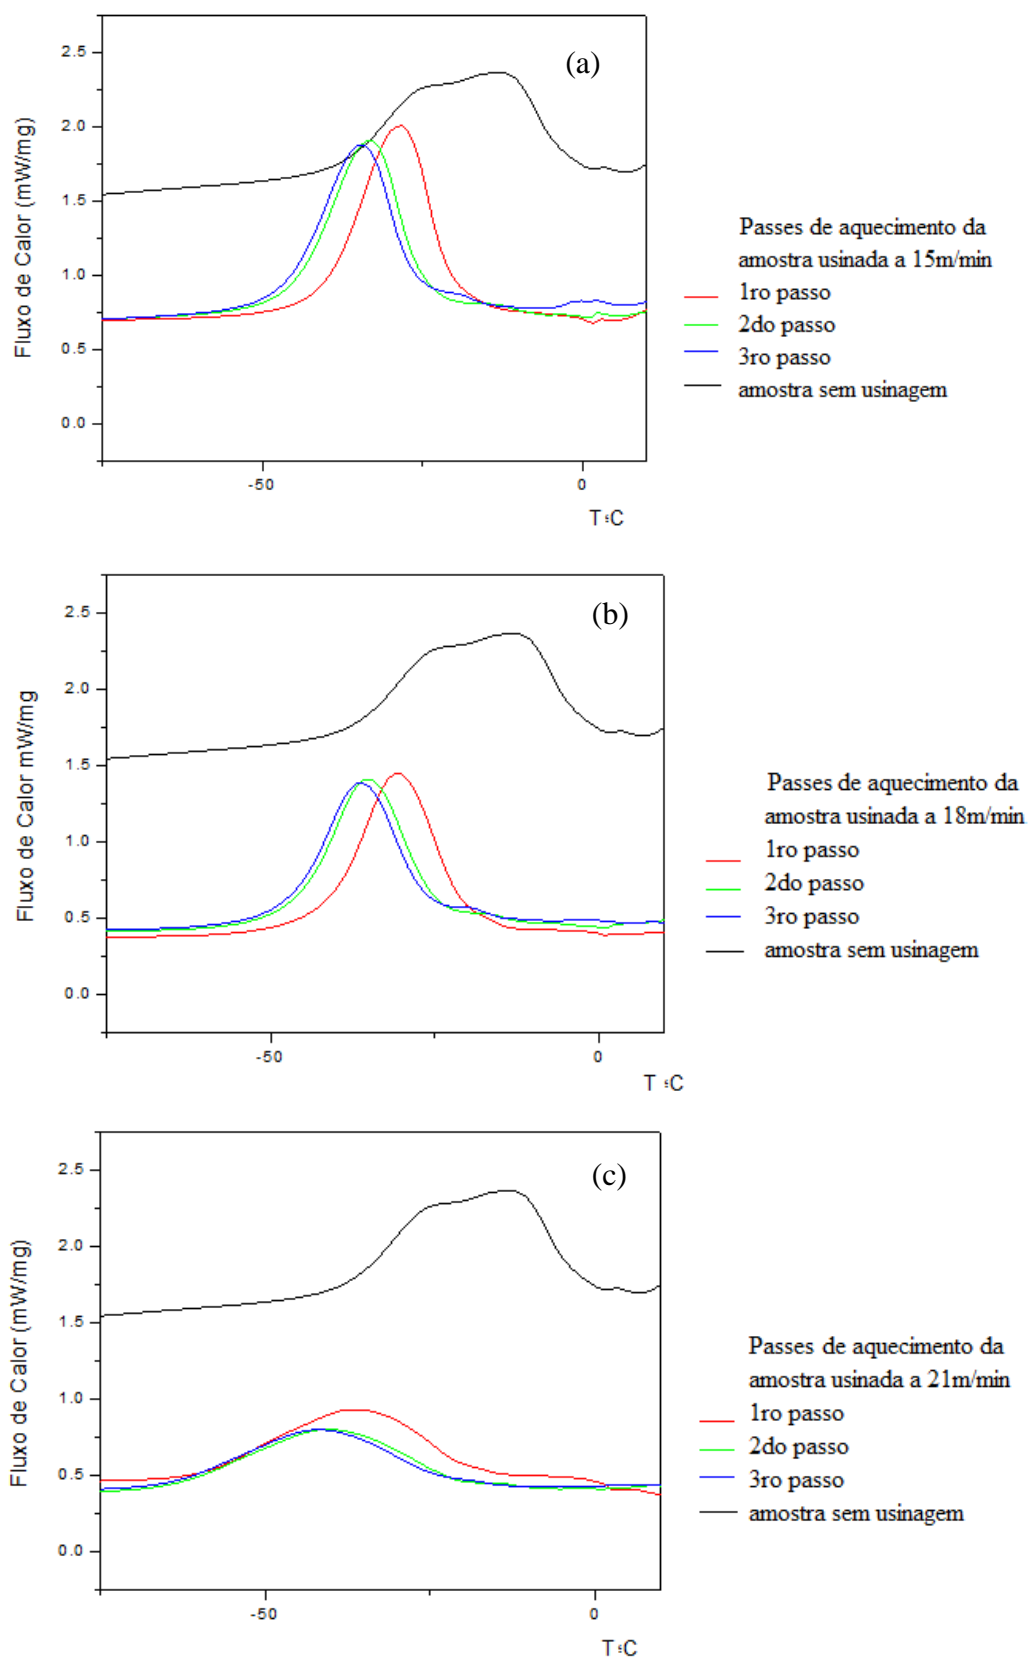 (a)
Fluxo de Calor (mW/mg)
2.5
2.0
1.5
1.0
0.5
0.0
-50
0
T ºC
Passes de aquecimento da
amostra usinada a 15m/min
1ro passo
2do passo
3ro passo
amostra sem usinagem
(b)
Fluxo de Calor mW/mg
2.5
2.0
1.5
1.0
0.5
0.0
-50
0
T ºC
Passes de aquecimento da
amostra usinada a 18m/min
1ro passo
2do passo
3ro passo
amostra sem usinagem
(c)
Fluxo de Calor (mW/mg)
2.5
2.0
1.5
1.0
0.5
0.0
-50
0
T ºC
Passes de aquecimento da
amostra usinada a 21m/min
1ro passo
2do passo
3ro passo
amostra sem usinagem